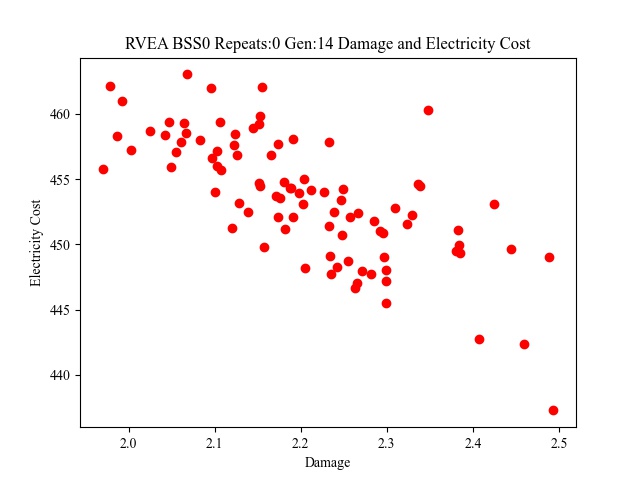 RVEA BSS0 Repeats:0 Gen:14 Damage and Electricity Cost
460
455
450
445
440
Electricity Cost
2.0 2.1 2.2 2.3 2.4 2.5
Damage